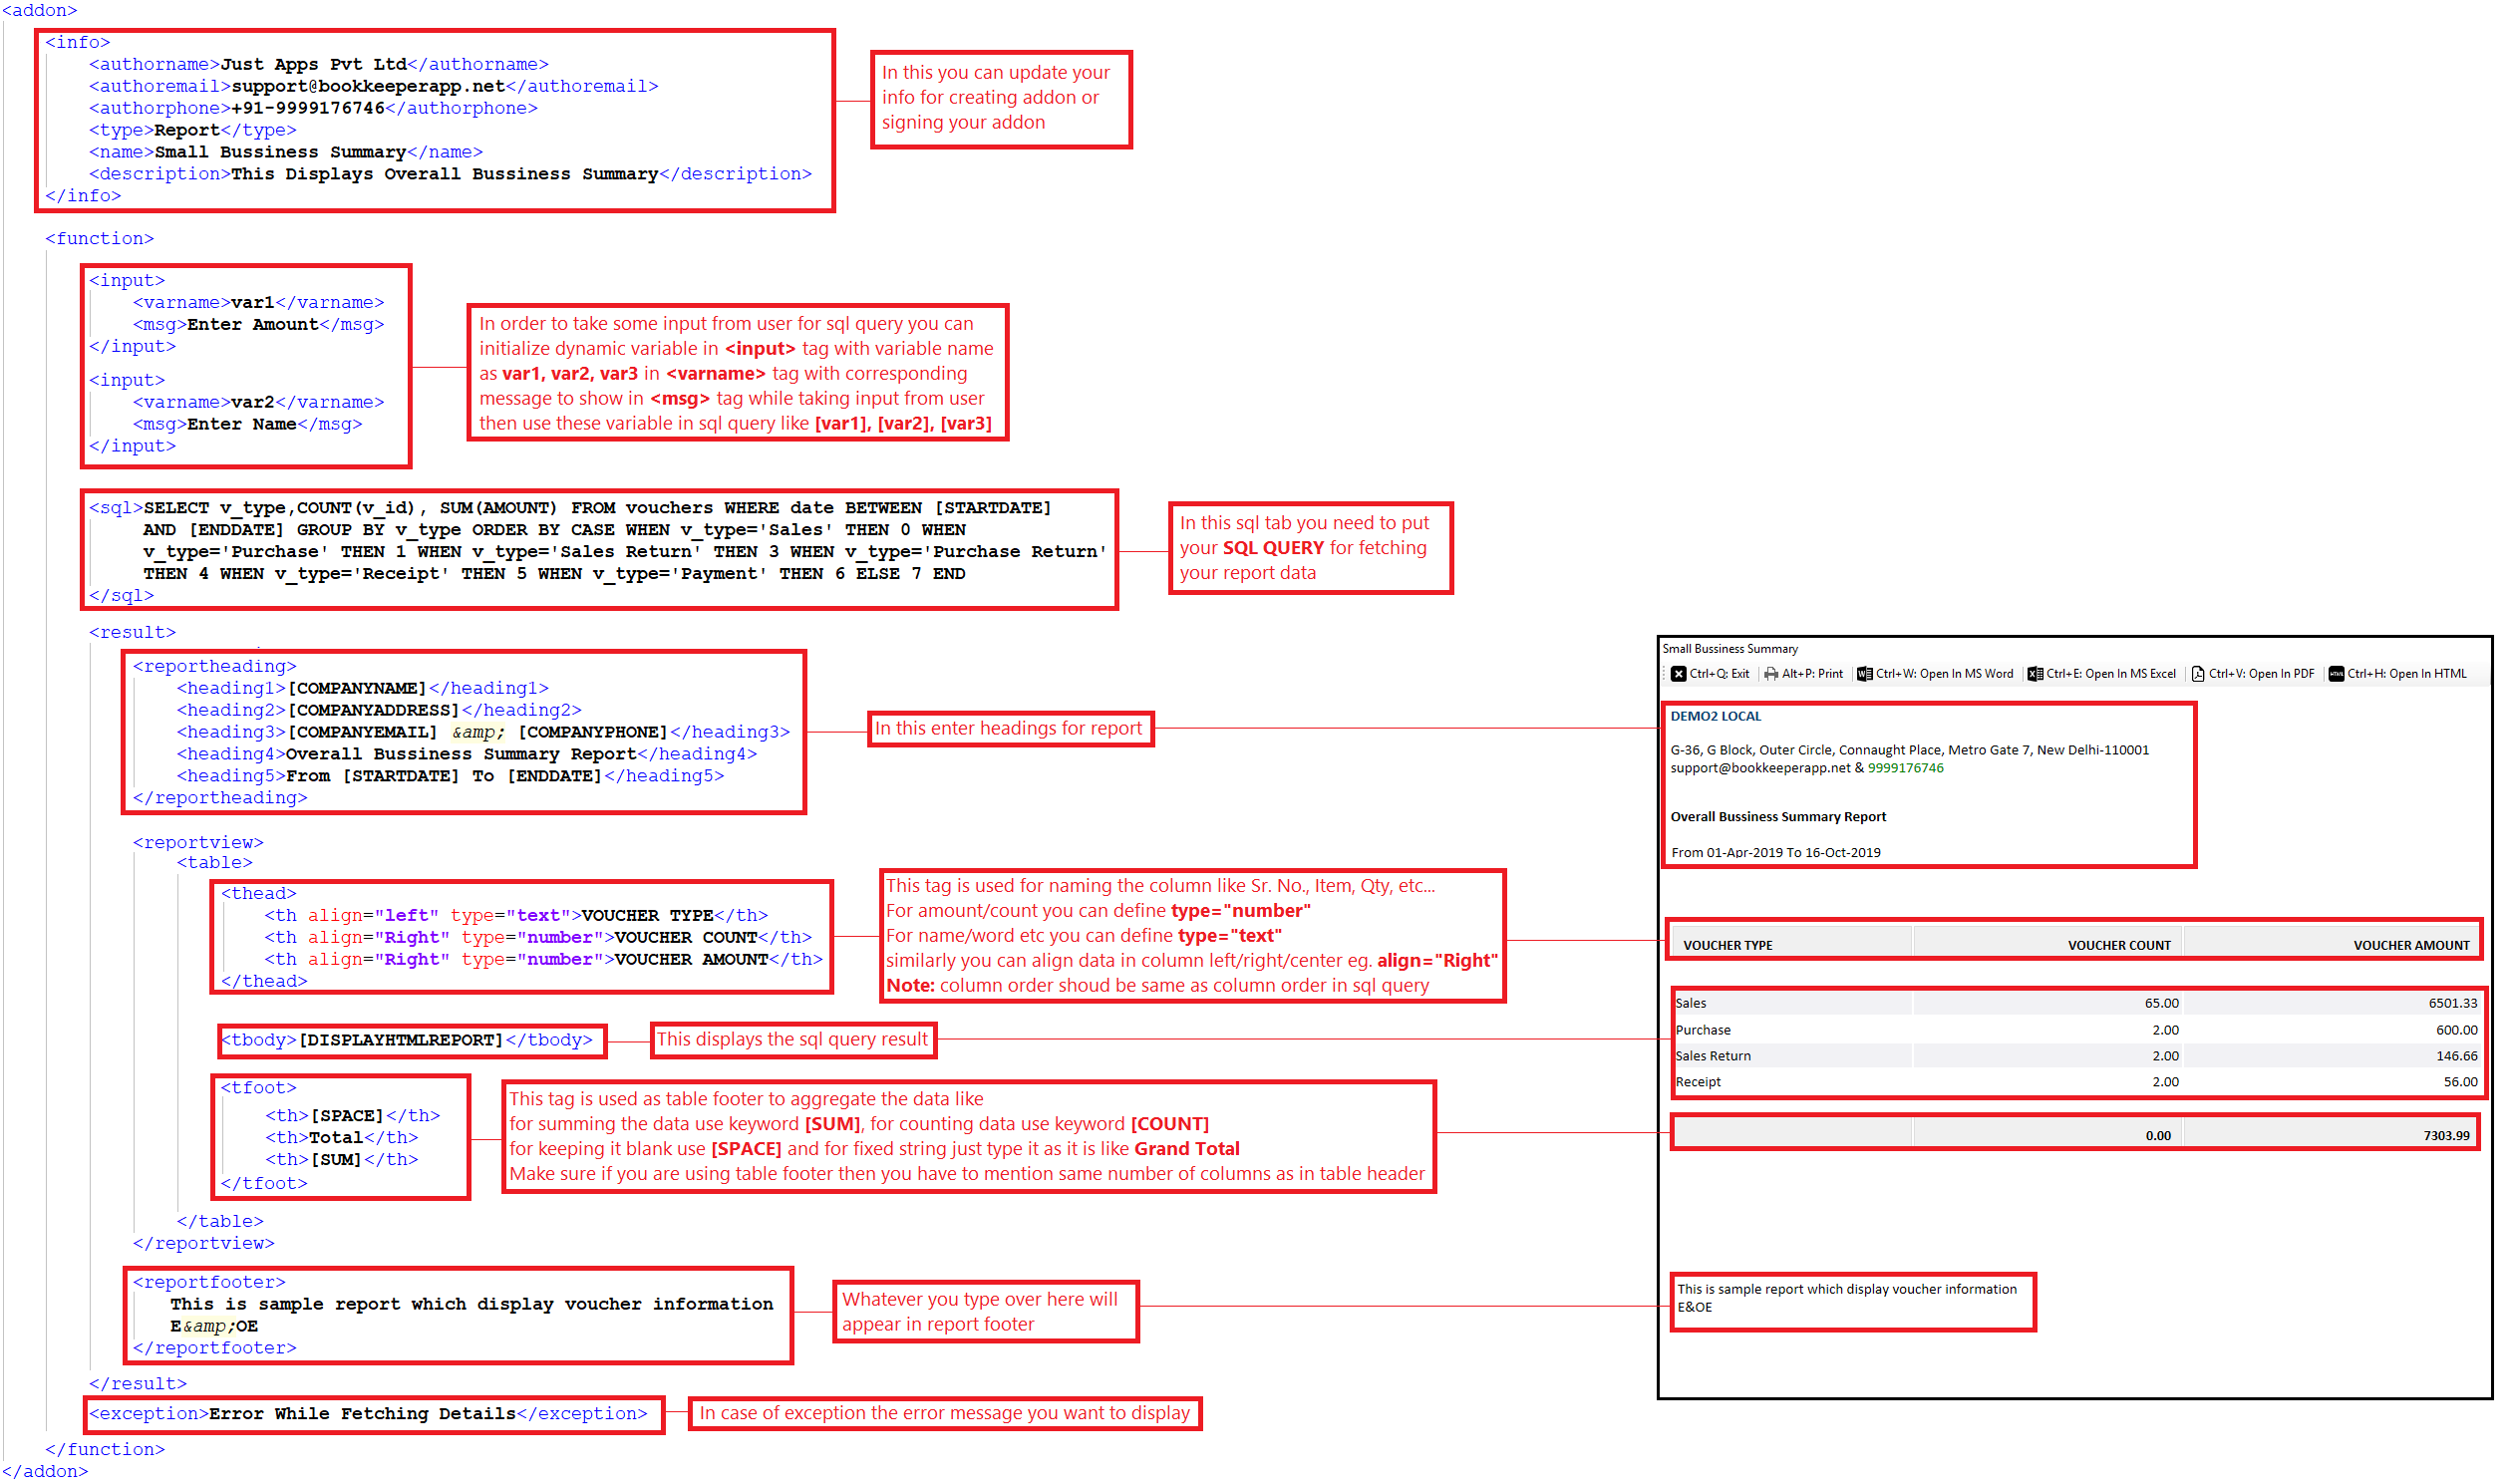 <addon>
<info>
<authorname>Just Apps Pvt Ltd</authorname>
<authoremail>support@bookkeeperapp.net</authoremail>
<authorphone>+91-9999176746</authorphone>
<type>Report</type>
<name>Small Bussiness Summary</name>
<description>This Displays Overall Bussiness Summary</description>
</info>
In this you can update your
info for creating addon or
signing your addon
<function>
<input>
<varname>var1</varname>
<msg>Enter Amount</msg>
</input>
<input>
<varname>var2</varname>
<msg>Enter Name</msg>
</input>
In order to take some input from user for sql query you can
initialize dynamic variable in <input> tag with variable name
as var1, var2, var3 in <varname> tag with corresponding
message to show in <msg> tag while taking input from user
then use these variable in sql query like [var1], [var2], [var3]
<sql>SELECT v_type,COUNT(v_id), SUM(AMOUNT) FROM vouchers WHERE date BETWEEN [STARTDATE]
AND [ENDDATE] GROUP BY v_type ORDER BY CASE WHEN v_type='Sales' THEN 0 WHEN
v_type='Purchase' THEN 1 WHEN v_type='Sales Return' THEN 3 WHEN v_type='Purchase Return'
THEN 4 WHEN v_type='Receipt' THEN 5 WHEN v_type='Payment' THEN 6 ELSE 7 END
</sql>
In this sql tab you need to put
your SQL QUERY for fetching
your report data
<result>
<reportheading>
<heading1>[COMPANYNAME]</heading1>
<heading2>[COMPANYADDRESS]</heading2>
<heading3>[COMPANYEMAIL] &amp; [COMPANYPHONE]</heading3>
<heading4>Overall Bussiness Summary Report</heading4>
<heading5>From [STARTDATE] To [ENDDATE]</heading5>
</reportheading>
In this enter headings for report
<reportview>
<table>
<thead>
<th align="left" type="text">VOUCHER TYPE</th>
<th align="Right" type="number">VOUCHER COUNT</th>
<th align="Right" type="number">VOUCHER AMOUNT</th>
</thead>
This tag is used for naming the column like Sr. No., Item, Qty, etc...
For amount/count you can define type="number"
For name/word etc you can define type="text"
similarly you can align data in column left/right/center eg. align="Right"
Note: column order shoud be same as column order in sql query
<tbody>[DISPLAYHTMLREPORT]</tbody>
This displays the sql query result
<tfoot>
<th>[SPACE]</th>
<th>Total</th>
<th>[SUM]</th>
</tfoot>
This tag is used as table footer to aggregate the data like
for summing the data use keyword [SUM], for counting data use keyword [COUNT]
for keeping it blank use [SPACE] and for fixed string just type it as it is like Grand Total
Make sure if you are using table footer then you have to mention same number of columns as in table header
</table>
</reportview>
<reportfooter>
This is sample report which display voucher information
E&amp;OE
</reportfooter>
Whatever you type over here will
appear in report footer
</result>
<exception>Error While Fetching Details</exception>
In case of exception the error message you want to display
</function>
</addon>
Small Bussiness Summary
Ctrl+Q: Exit Alt+P: Print Ctrl+W: Open In MS Word Ctrl+E: Open In MS Excel Ctrl+V: Open In PDF Ctrl+H: Open In HTML
DEMO2 LOCAL
G-36, G Block, Outer Circle, Connaught Place, Metro Gate 7, New Delhi-110001
support@bookkeeperapp.net & 9999176746
Overall Bussiness Summary Report
From 01-Apr-2019 To 16-Oct-2019
VOUCHER TYPE VOUCHER COUNT VOUCHER AMOUNT
Sales 65.00 6501.33
Purchase 2.00 600.00
Sales Return 2.00 146.66
Receipt 2.00 56.00
0.00 7303.99
This is sample report which display voucher information
E&OE